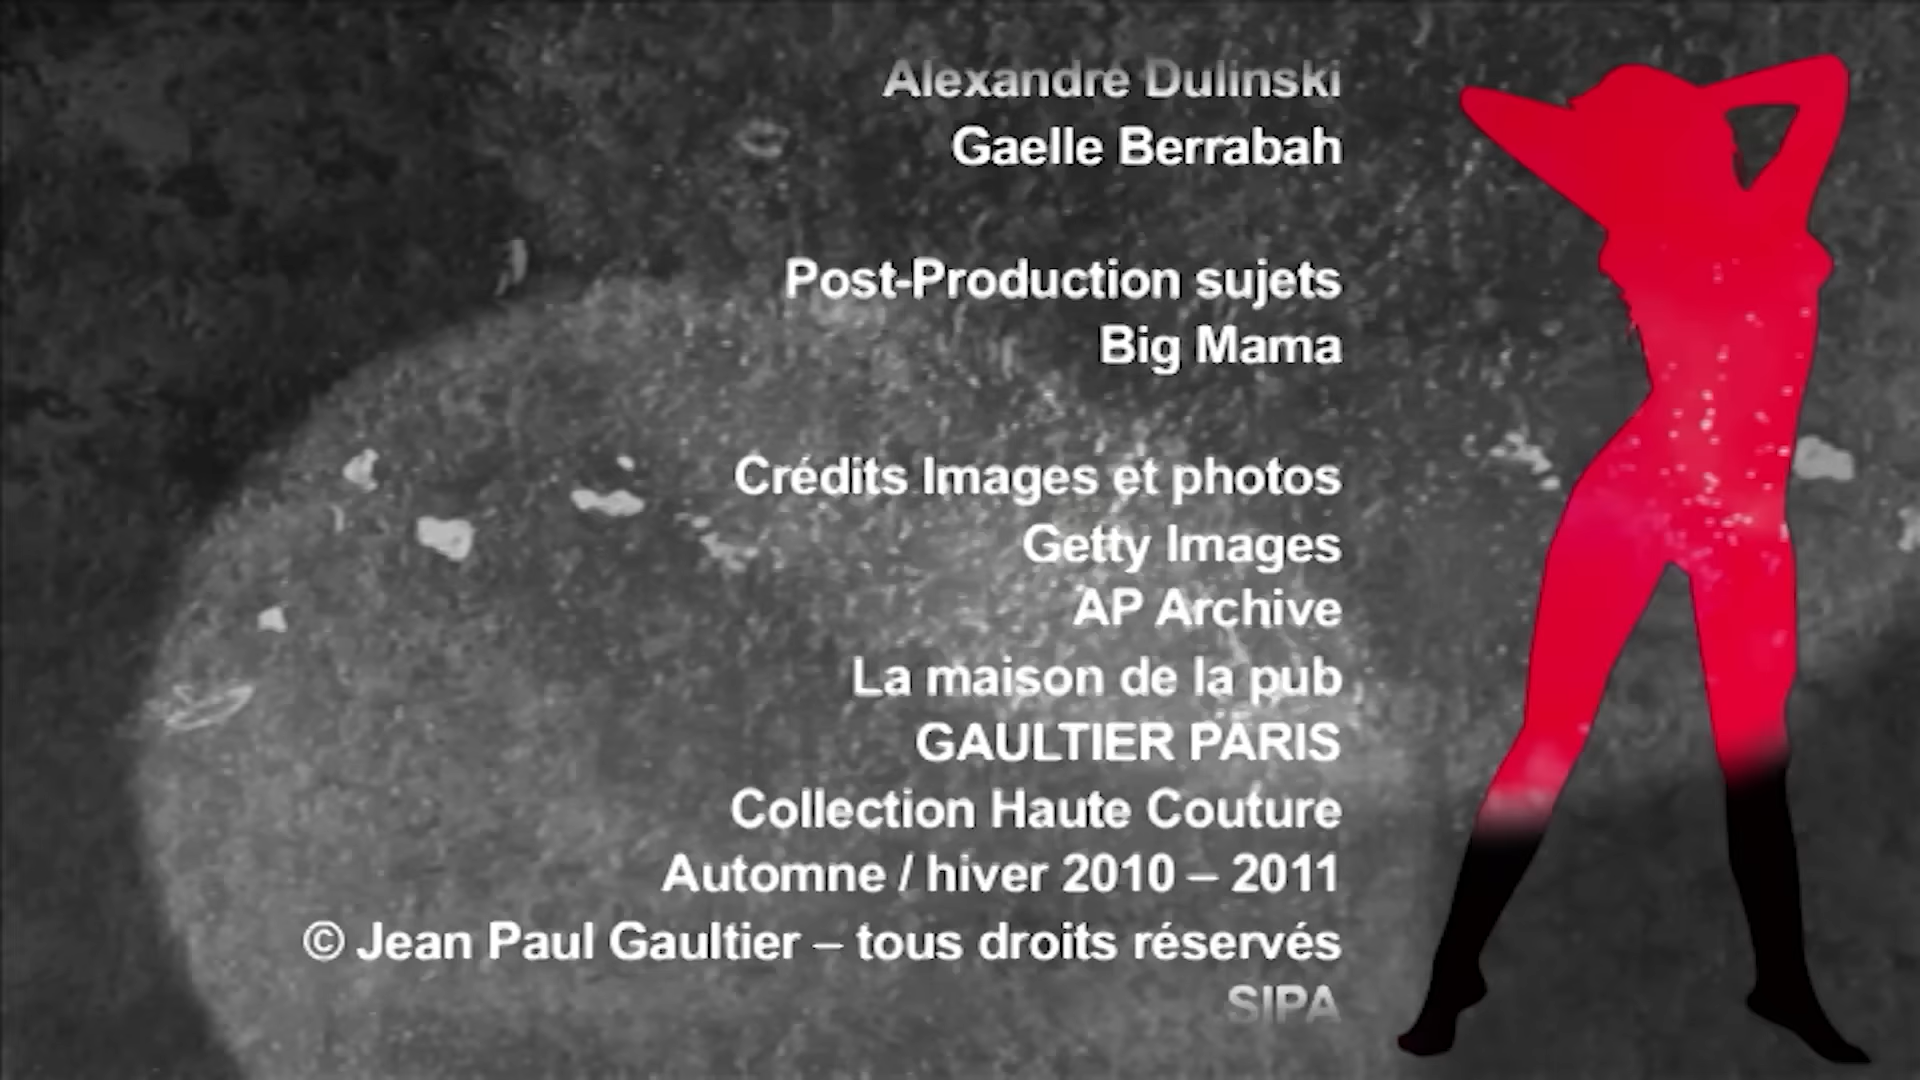 Alexandre Dulinski
Gaelle Berrabah
Post-Production sujets
Big Mama
Crédits Images et photos
Getty Images
AP Archive
La maison de la pub
GAULTIER PARIS
Collection Haute Couture
Automne / hiver 2010 – 2011
© Jean Paul Gaultier – tous droits réservés
SIPA